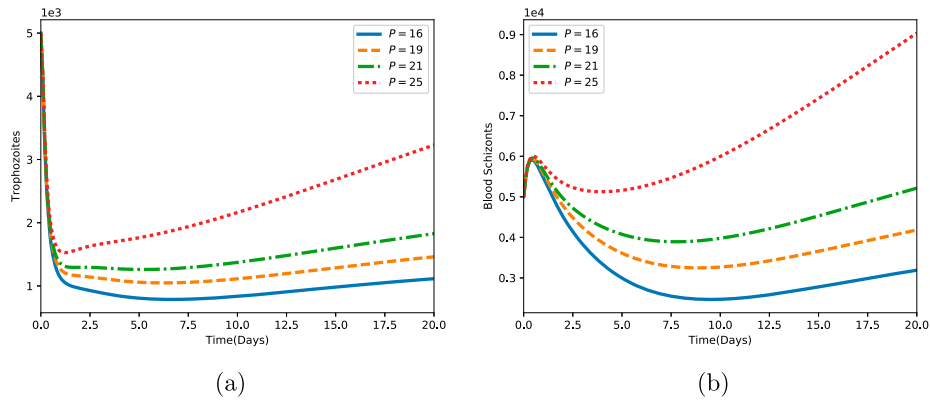 1e3
5
4
3
2
1
Trophozoites
P = 16
P = 19
P = 21
P = 25
0.0 2.5 5.0 7.5 10.0 12.5 15.0 17.5 20.0
Time(Days)
(a)
1e4
0.9
0.8
0.7
0.6
0.5
0.4
0.3
Blood Schizonts
P = 16
P = 19
P = 21
P = 25
0.0 2.5 5.0 7.5 10.0 12.5 15.0 17.5 20.0
Time(Days)
(b)